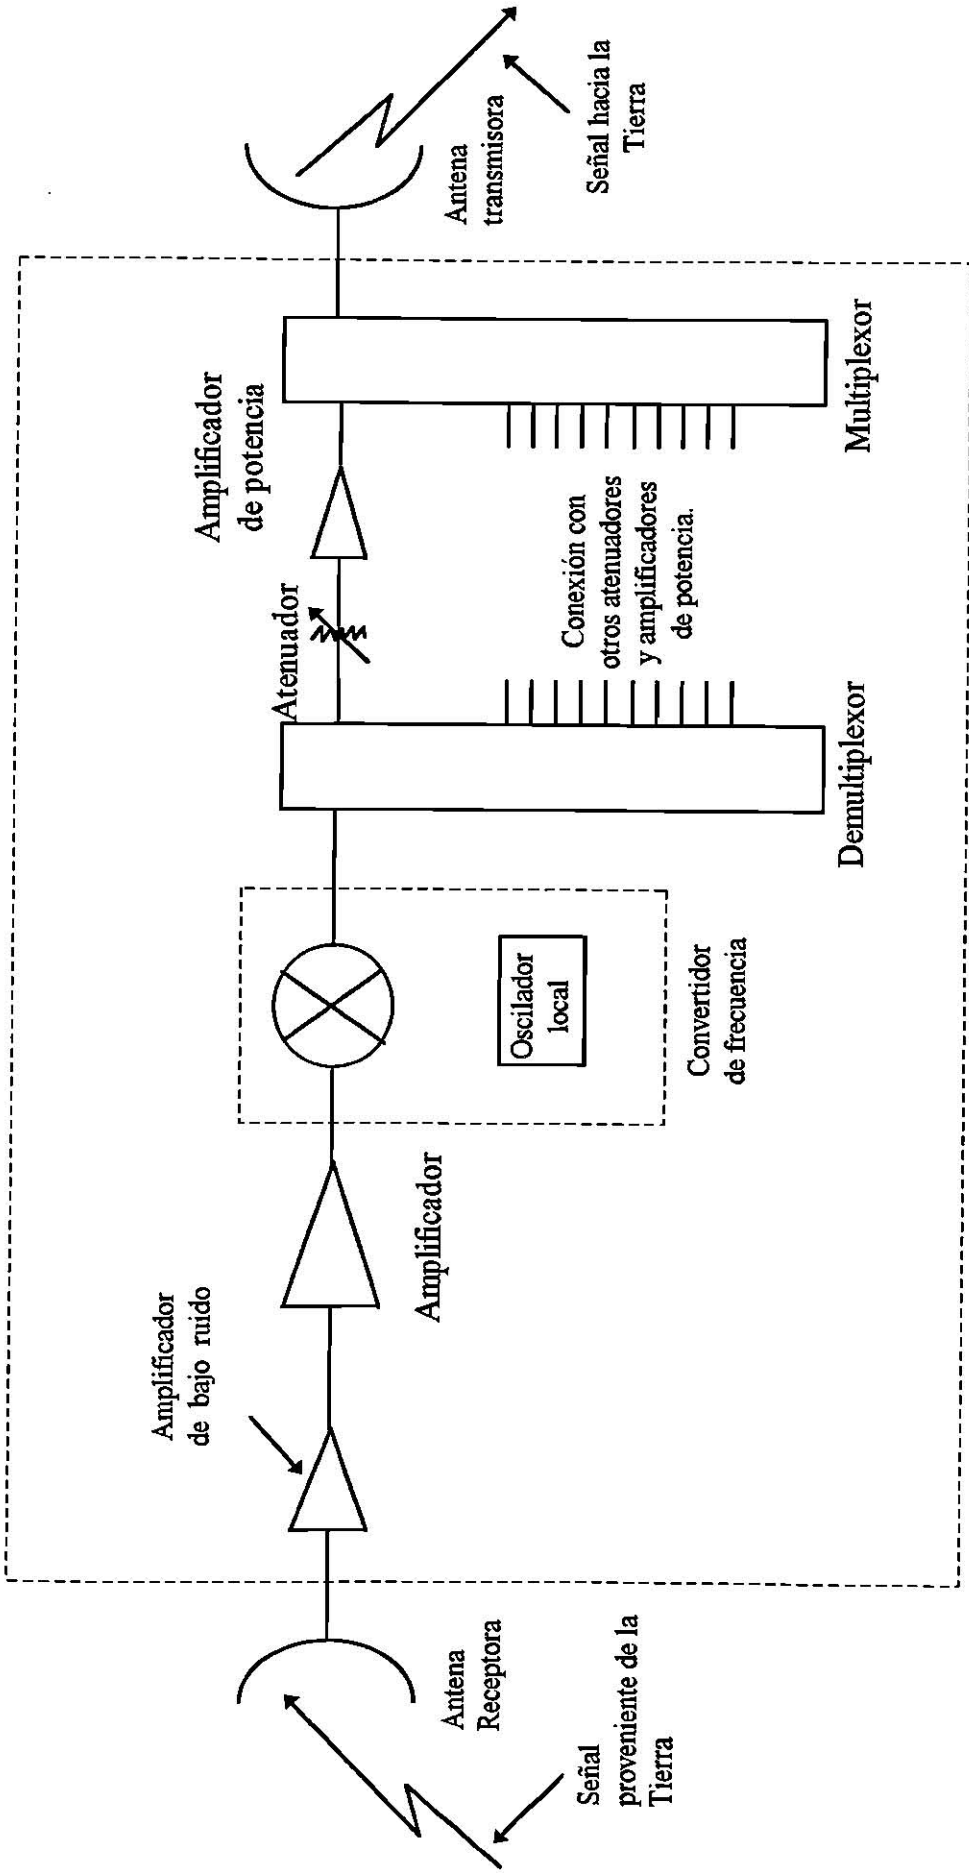 Señal
proveniente de la
Tierra
Antena
Receptora
Amplificador
de bajo ruido
Amplificador
Oscilador
local
Convertidor
de frecuencia
Demultiplexor
Atenuador
Conexión con
otros atenuadores
y amplificadores
de potencia.
Amplificador
de potencia
Multiplexor
Antena
transmisora
Señal hacia la
Tierra